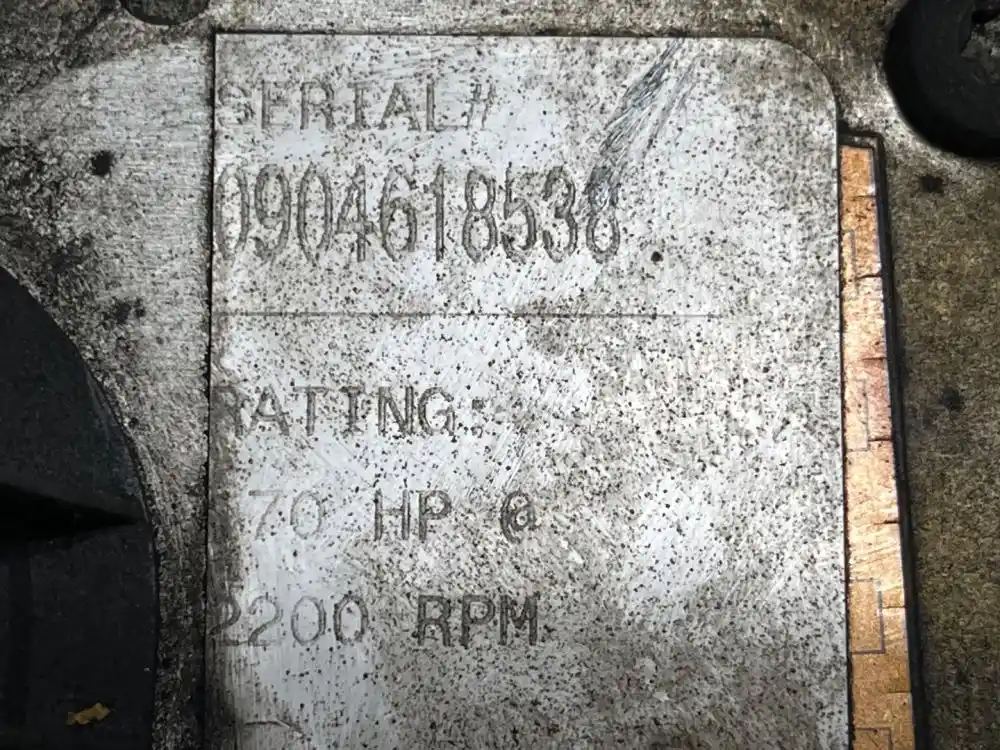 SERIAL#
0904618538
RATING:
70 HP @
2200 RPM